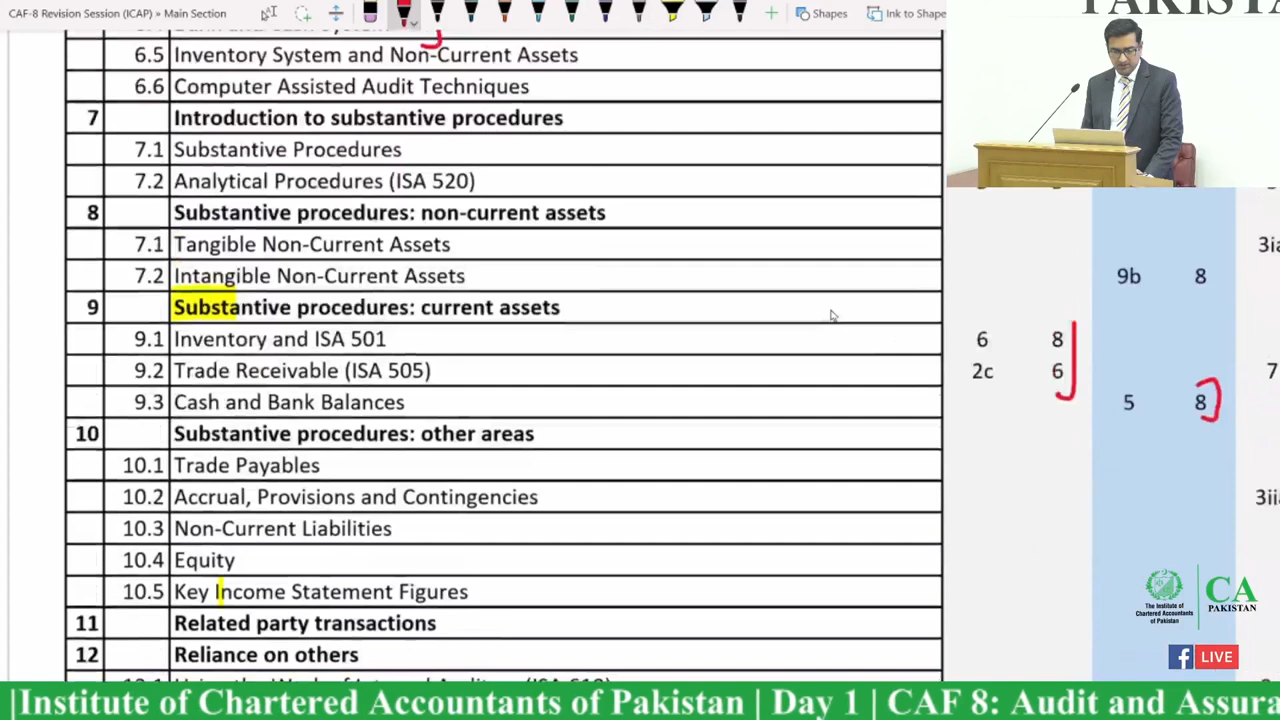 CAF-8 Revision Session (ICAP) » Main Section
Shapes
Ink to Shape
PAKISTAN
6.5 Inventory System and Non-Current Assets
6.6 Computer Assisted Audit Techniques
7 Introduction to substantive procedures
7.1 Substantive Procedures
7.2 Analytical Procedures (ISA 520)
8 Substantive procedures: non-current assets
7.1 Tangible Non-Current Assets
3ia
7.2 Intangible Non-Current Assets
9b 8
9 Substantive procedures: current assets
9.1 Inventory and ISA 501
6 8
9.2 Trade Receivable (ISA 505)
2c 6
7
9.3 Cash and Bank Balances
5 8
10 Substantive procedures: other areas
10.1 Trade Payables
10.2 Accrual, Provisions and Contingencies
3iia
10.3 Non-Current Liabilities
10.4 Equity
10.5 Key Income Statement Figures
11 Related party transactions
12 Reliance on others
The Institute of
Chartered Accountants
of Pakistan
CA
PAKISTAN
f LIVE
|Institute of Chartered Accountants of Pakistan | Day 1 | CAF 8: Audit and Assura